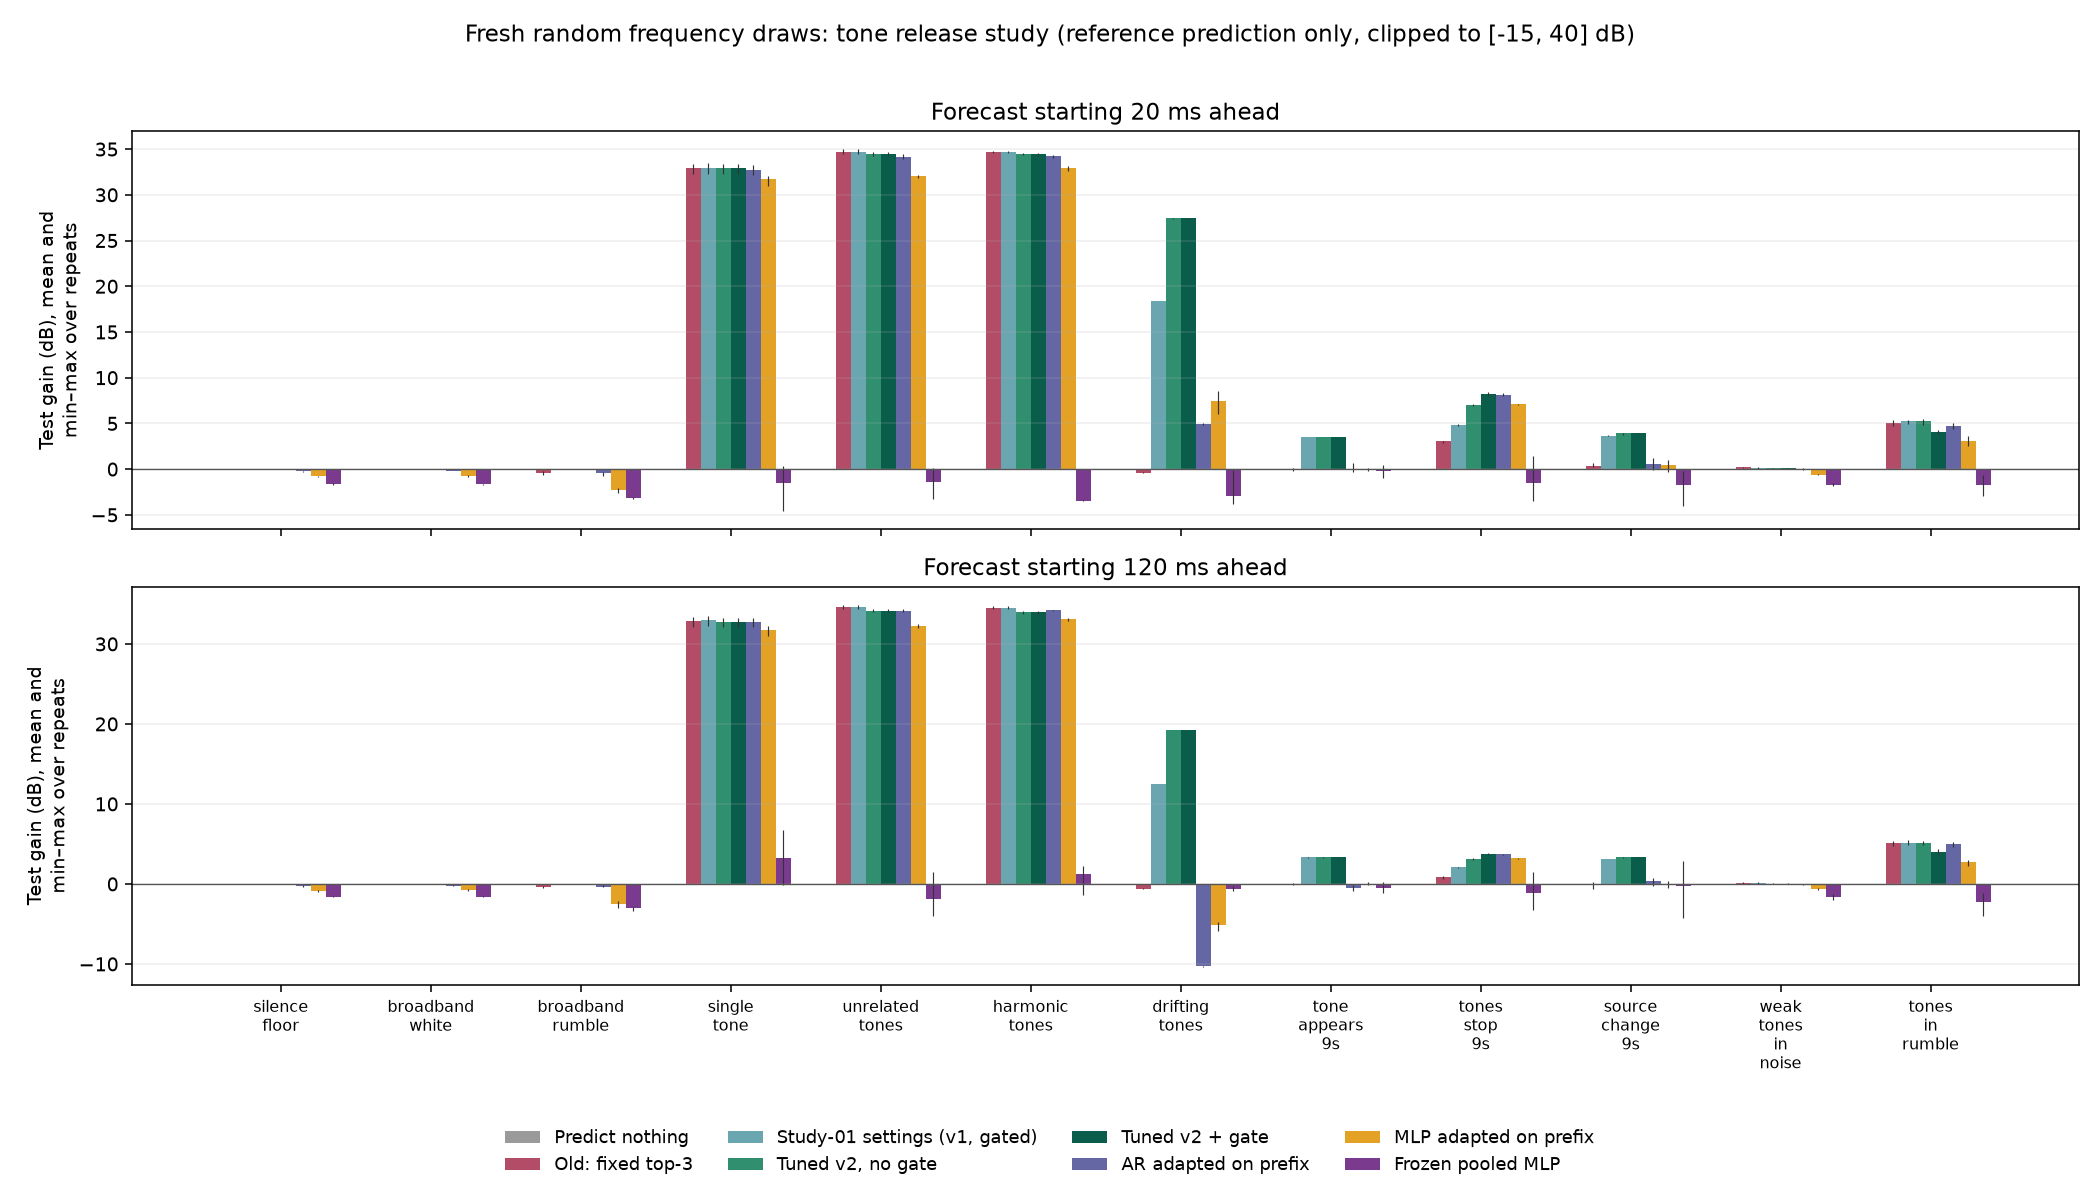 Fresh random frequency draws: tone release study (reference prediction only, clipped to [-15, 40] dB)
Forecast starting 20 ms ahead
Test gain (dB), mean and
min–max over repeats
35
30
25
20
15
10
5
0
−5
Forecast starting 120 ms ahead
Test gain (dB), mean and
min–max over repeats
30
20
10
0
−10
silence
floor
broadband
white
broadband
rumble
single
tone
unrelated
tones
harmonic
tones
drifting
tones
tone
appears
9s
tones
stop
9s
source
change
9s
weak
tones
in
noise
tones
in
rumble
Predict nothing
Old: fixed top-3
Study-01 settings (v1, gated)
Tuned v2, no gate
Tuned v2 + gate
AR adapted on prefix
MLP adapted on prefix
Frozen pooled MLP